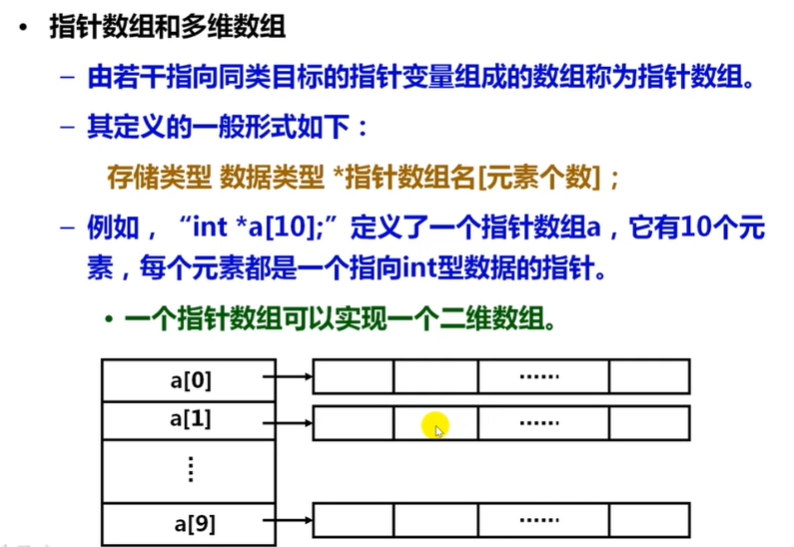 • 指针数组和多维数组
– 由若干指向同类目标的指针变量组成的数组称为指针数组。
– 其定义的一般形式如下：
存储类型 数据类型 *指针数组名[元素个数]；
– 例如，“int *a[10];”定义了一个指针数组a，它有10个元
素，每个元素都是一个指向int型数据的指针。
• 一个指针数组可以实现一个二维数组。
a[0] ······
a[1] ······
⋮
a[9] ······